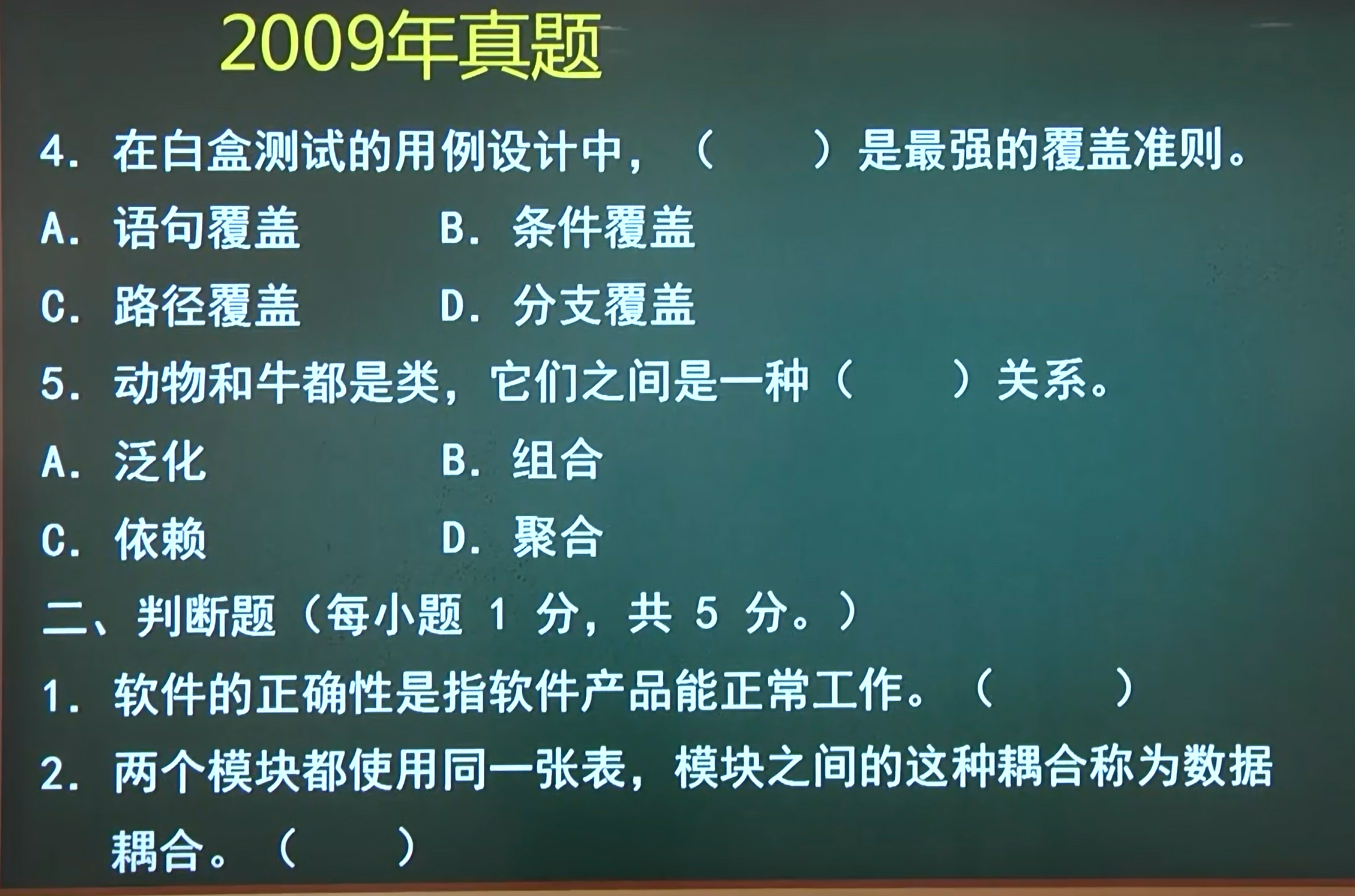 2009年真题
4. 在白盒测试的用例设计中，（　　）是最强的覆盖准则。
A. 语句覆盖　　B. 条件覆盖
C. 路径覆盖　　D. 分支覆盖
5. 动物和牛都是类，它们之间是一种（　　）关系。
A. 泛化　　B. 组合
C. 依赖　　D. 聚合
二、判断题（每小题 1 分，共 5 分。）
1. 软件的正确性是指软件产品能正常工作。（　　）
2. 两个模块都使用同一张表，模块之间的这种耦合称为数据
耦合。（　　）